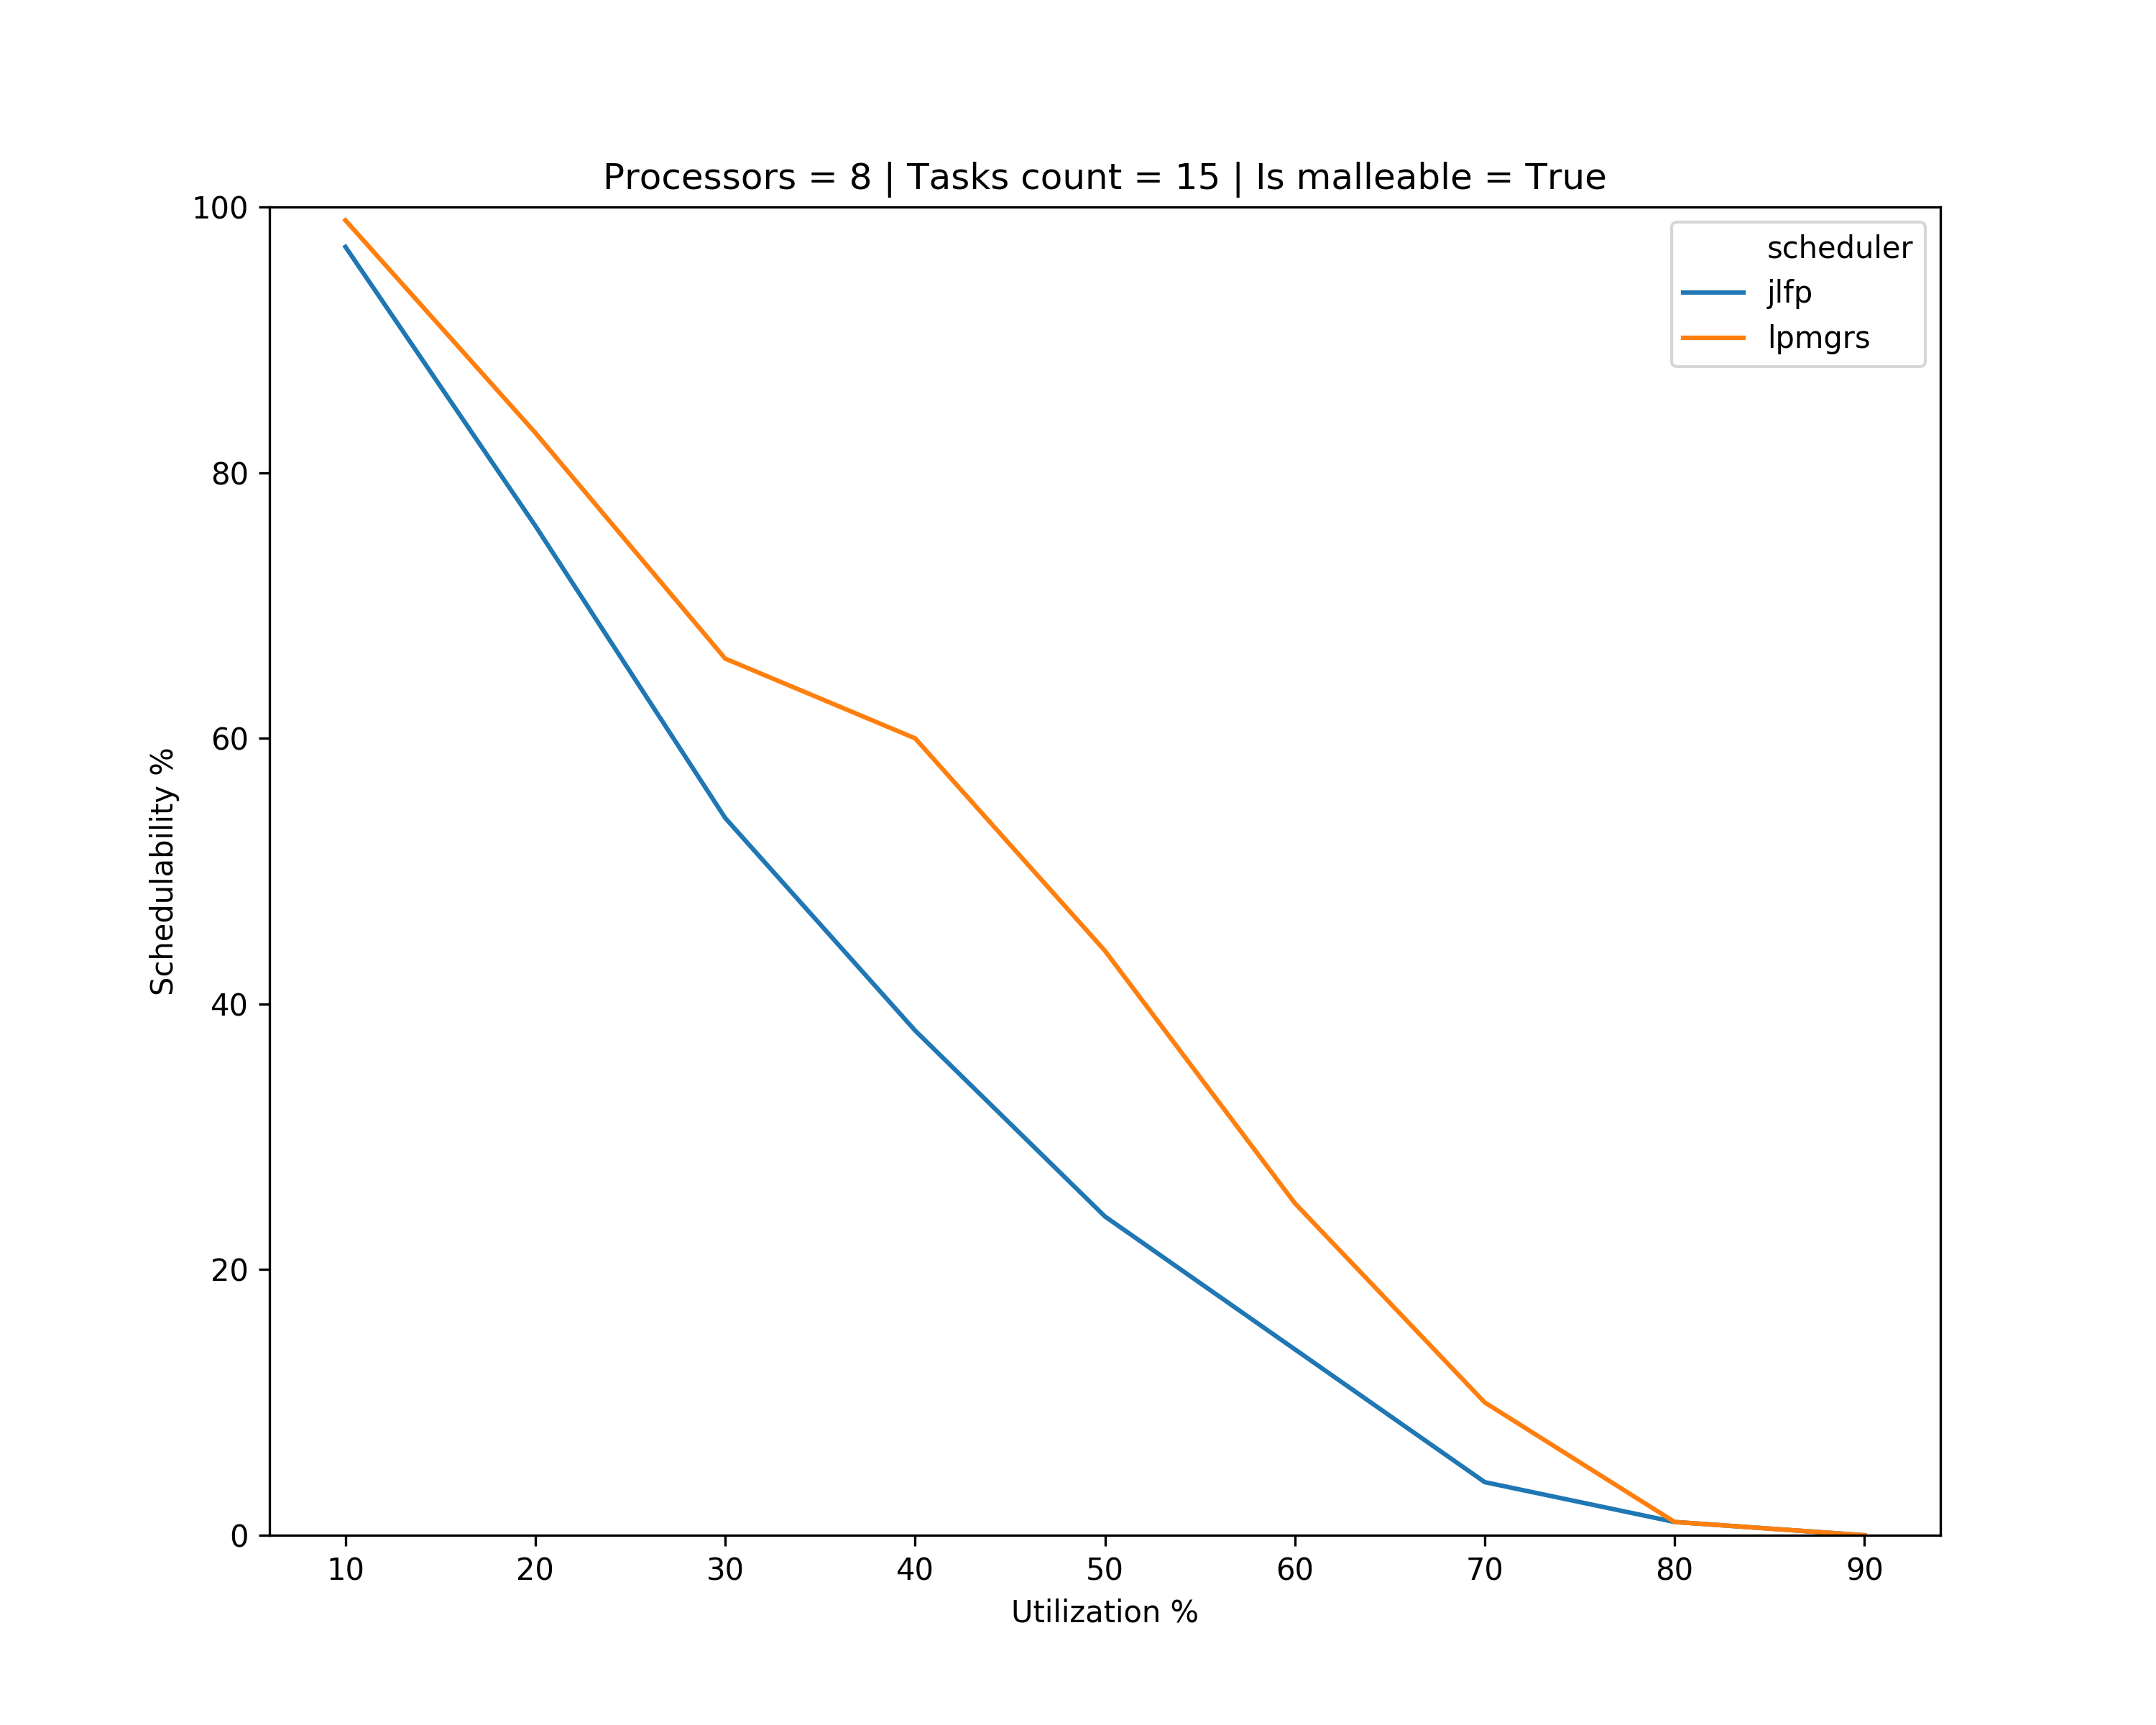 Processors = 8 | Tasks count = 15 | Is malleable = True
scheduler
jlfp
lpmgrs
Schedulability %
100
80
60
40
20
0
10 20 30 40 50 60 70 80 90
Utilization %